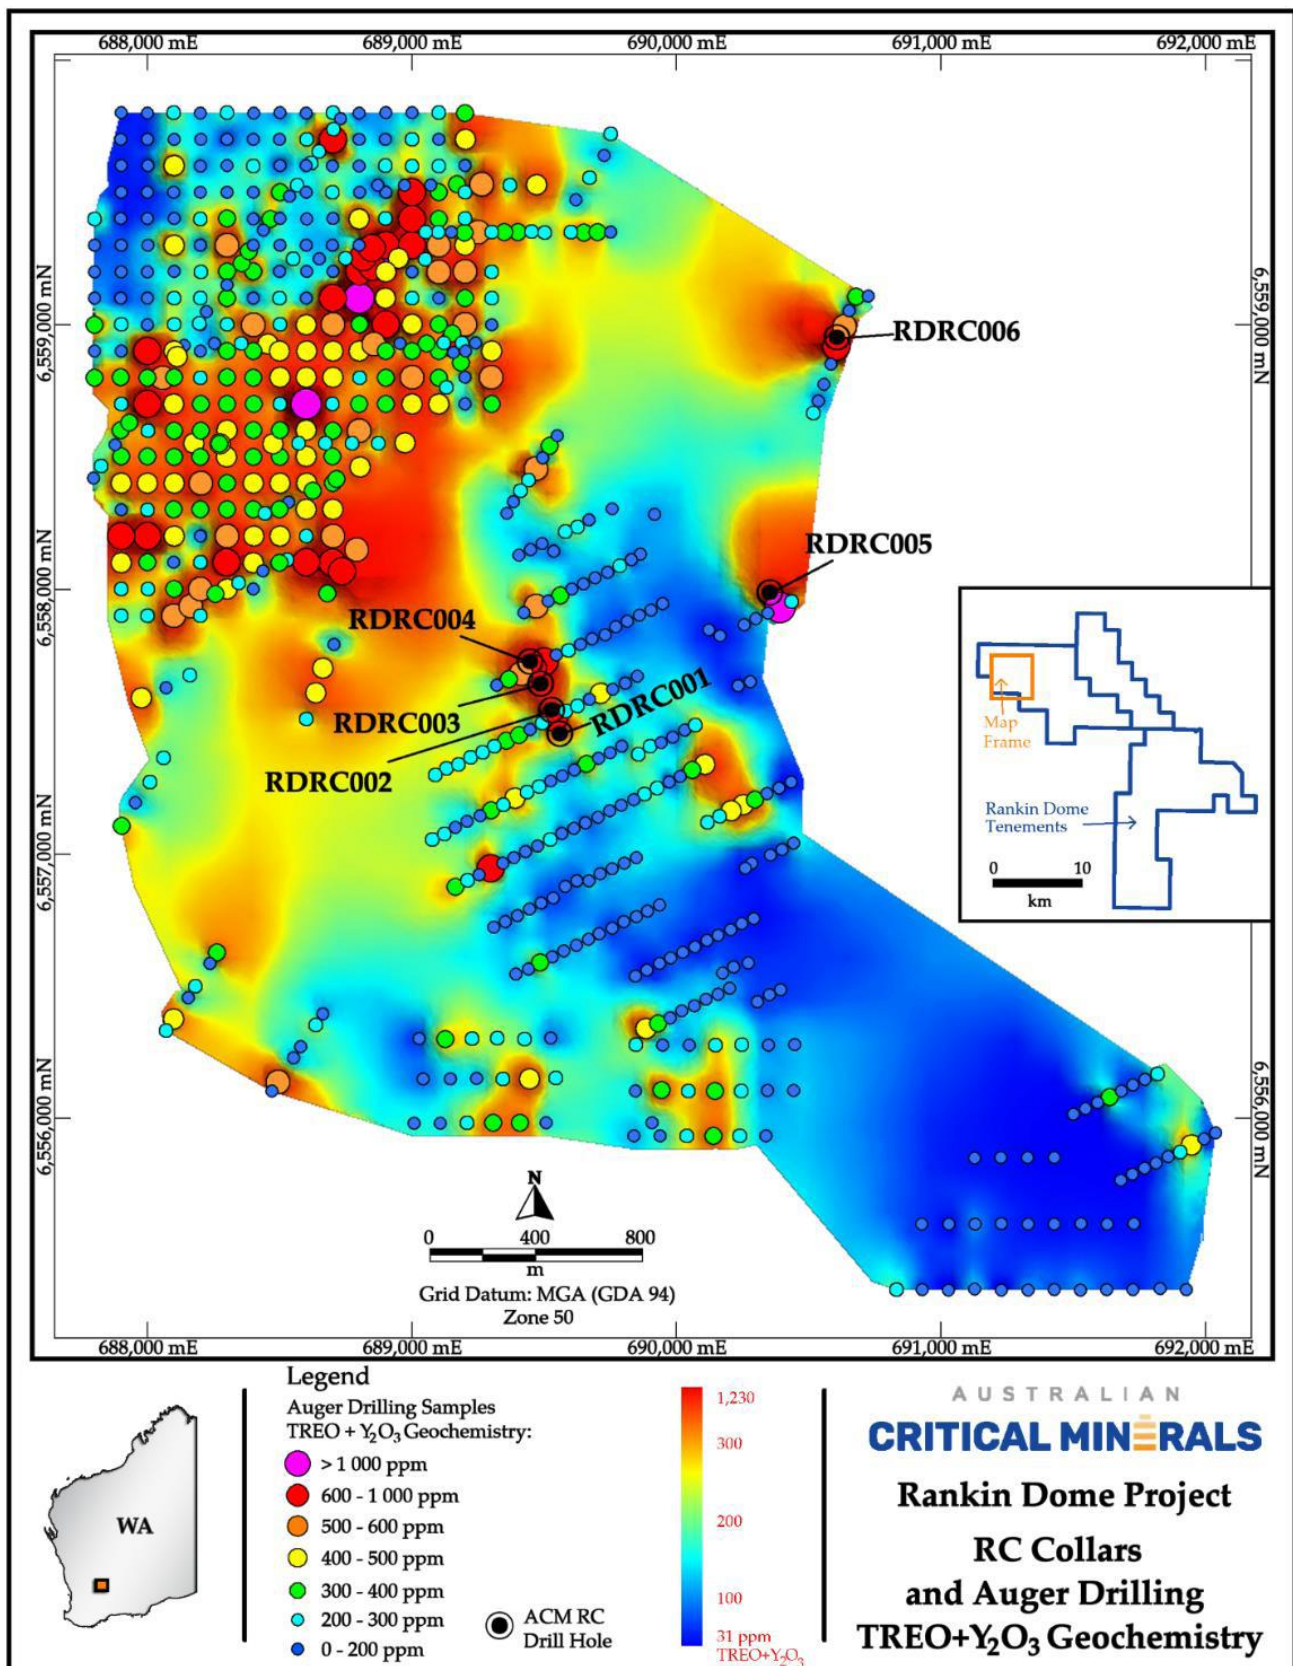 688,000 mE
689,000 mE
690,000 mE
691,000 mE
692,000 mE
6,559,000 mN
6,559,000 mN
RDRC006
RDRC005
6,558,000 mN
RDRC004
RDRC003
RDRC001
RDRC002
Map
Frame
Rankin Dome
Tenements
0 10
km
6,557,000 mN
6,556,000 mN
6,556,000 mN
N
0 400 800
m
Grid Datum: MGA (GDA 94)
Zone 50
688,000 mE
689,000 mE
690,000 mE
691,000 mE
692,000 mE
WA
Legend
Auger Drilling Samples
TREO + Y₂O₃ Geochemistry:
> 1 000 ppm
600 - 1 000 ppm
500 - 600 ppm
400 - 500 ppm
300 - 400 ppm
200 - 300 ppm
0 - 200 ppm
ACM RC
Drill Hole
1,230
300
200
100
31 ppm
TREO+Y₂O₃
AUSTRALIAN
CRITICAL MINERALS
Rankin Dome Project
RC Collars
and Auger Drilling
TREO+Y₂O₃ Geochemistry